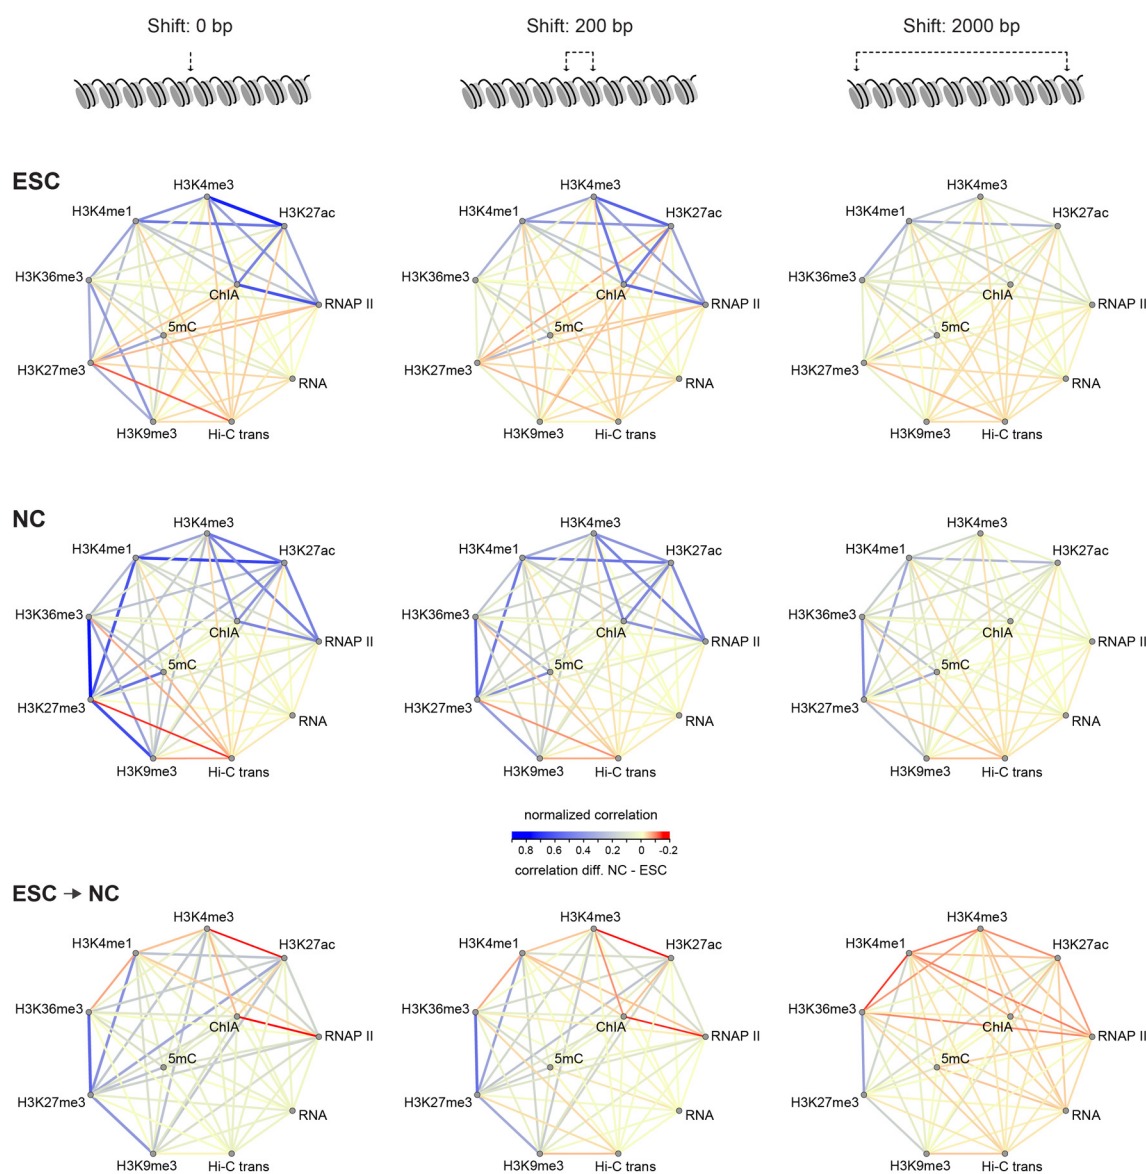 Shift: 0 bp
Shift: 200 bp
Shift: 2000 bp
ESC
H3K4me3
H3K4me1
H3K27ac
H3K36me3
ChIA
RNAP II
5mC
H3K27me3
RNA
H3K9me3
Hi-C trans
H3K4me3
H3K4me1
H3K27ac
H3K36me3
ChIA
RNAP II
5mC
H3K27me3
RNA
H3K9me3
Hi-C trans
H3K4me3
H3K4me1
H3K27ac
H3K36me3
ChIA
RNAP II
5mC
H3K27me3
RNA
H3K9me3
Hi-C trans
NC
H3K4me3
H3K4me1
H3K27ac
H3K36me3
ChIA
RNAP II
5mC
H3K27me3
RNA
H3K9me3
Hi-C trans
H3K4me3
H3K4me1
H3K27ac
H3K36me3
ChIA
RNAP II
5mC
H3K27me3
RNA
H3K9me3
Hi-C trans
H3K4me3
H3K4me1
H3K27ac
H3K36me3
ChIA
RNAP II
5mC
H3K27me3
RNA
H3K9me3
Hi-C trans
normalized correlation
0.8 0.6 0.4 0.2 0 -0.2
correlation diff. NC - ESC
ESC → NC
H3K4me3
H3K4me1
H3K27ac
H3K36me3
ChIA
RNAP II
5mC
H3K27me3
RNA
H3K9me3
Hi-C trans
H3K4me3
H3K4me1
H3K27ac
H3K36me3
ChIA
RNAP II
5mC
H3K27me3
RNA
H3K9me3
Hi-C trans
H3K4me3
H3K4me1
H3K27ac
H3K36me3
ChIA
RNAP II
5mC
H3K27me3
RNA
H3K9me3
Hi-C trans